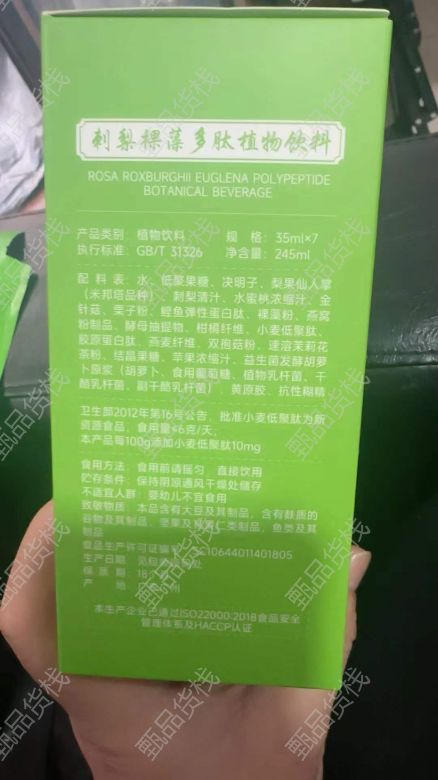 刺梨裸藻多肽植物饮料
ROSA ROXBURGHII EUGLENA POLYPEPTIDE
BOTANICAL BEVERAGE
产品类别：植物饮料 规 格：35ml×7
执行标准：GB/T 31326 净含量：245ml
配料表：水、低聚果糖、决明子、梨果仙人掌
（米邦塔品种）、刺梨清汁、水蜜桃浓缩汁、金
针菇、栗子粉、鲣鱼弹性蛋白肽、裸藻粉、燕窝
粉制品、酵母抽提物、柑橘纤维、小麦低聚肽、
胶原蛋白肽、燕麦纤维、双孢菇粉、速溶茉莉花
茶粉、结晶果糖、苹果浓缩汁、益生菌发酵胡萝
卜原浆（胡萝卜、食用葡萄糖、植物乳杆菌、干
酪乳杆菌、副干酪乳杆菌）、黄原胶、抗性糊精
卫生部2012年第16号公告，批准小麦低聚肽为新
资源食品，食用量≤6克/天，
本产品每100g添加小麦低聚肽10mg
食用方法：食用前请摇匀，直接饮用
贮存条件：保持阴凉通风干燥处储存
不适宜人群：婴幼儿不宜食用
致敏物质：本品含有大豆及其制品、含有麸质的
谷物及其制品、坚果及其籽仁类制品、鱼类及其
制品
食品生产许可证编号：SC10644011401805
生产日期：见包装喷码处
保质期：18个月
产 地：广东广州
本生产企业已通过ISO22000:2018食品安全
管理体系及HACCP认证
甄品货栈